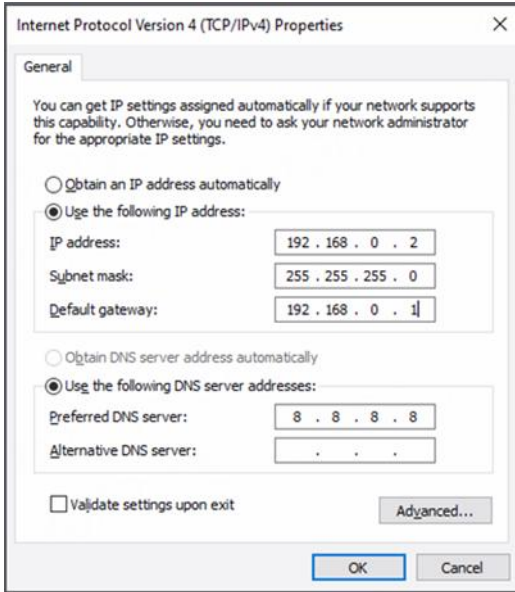 Internet Protocol Version 4 (TCP/IPv4) Properties
General
You can get IP settings assigned automatically if your network supports
this capability. Otherwise, you need to ask your network administrator
for the appropriate IP settings.
Obtain an IP address automatically
Use the following IP address:
IP address: 192 . 168 . 0 . 2
Subnet mask: 255 . 255 . 255 . 0
Default gateway: 192 . 168 . 0 . 1
Obtain DNS server address automatically
Use the following DNS server addresses:
Preferred DNS server: 8 . 8 . 8 . 8
Alternative DNS server: . . .
Validate settings upon exit
Advanced...
OK Cancel